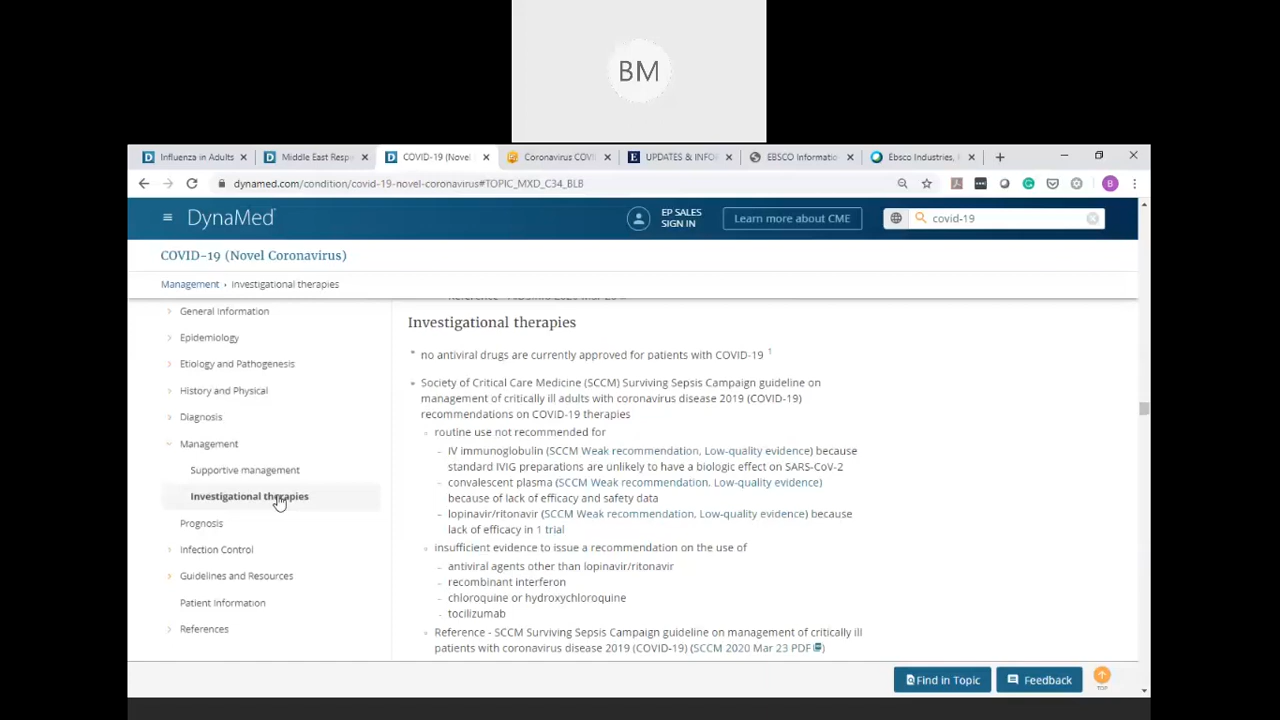 BM
Influenza in Adults
Middle East Resp
COVID-19 (Nove
Coronavirus COVI
UPDATES & INFO
EBSCO Informatio
Ebsco Industries,
dynamed.com/condition/covid-19-novel-coronavirus#TOPIC_MXD_C34_BLB
B
DynaMed
EP SALES
SIGN IN
Learn more about CME
covid-19
COVID-19 (Novel Coronavirus)
Management › Investigational therapies
General Information
Epidemiology
Etiology and Pathogenesis
History and Physical
Diagnosis
Management
Supportive management
Investigational therapies
Prognosis
Infection Control
Guidelines and Resources
Patient Information
References
Investigational therapies
no antiviral drugs are currently approved for patients with COVID-19 1
Society of Critical Care Medicine (SCCM) Surviving Sepsis Campaign guideline on
management of critically ill adults with coronavirus disease 2019 (COVID-19)
recommendations on COVID-19 therapies
routine use not recommended for
– IV immunoglobulin (SCCM Weak recommendation, Low-quality evidence) because
standard IVIG preparations are unlikely to have a biologic effect on SARS-CoV-2
– convalescent plasma (SCCM Weak recommendation, Low-quality evidence)
because of lack of efficacy and safety data
– lopinavir/ritonavir (SCCM Weak recommendation, Low-quality evidence) because
lack of efficacy in 1 trial
insufficient evidence to issue a recommendation on the use of
– antiviral agents other than lopinavir/ritonavir
– recombinant interferon
– chloroquine or hydroxychloroquine
– tocilizumab
Reference - SCCM Surviving Sepsis Campaign guideline on management of critically ill
patients with coronavirus disease 2019 (COVID-19) (SCCM 2020 Mar 23 PDF)
Find in Topic
Feedback
TOP